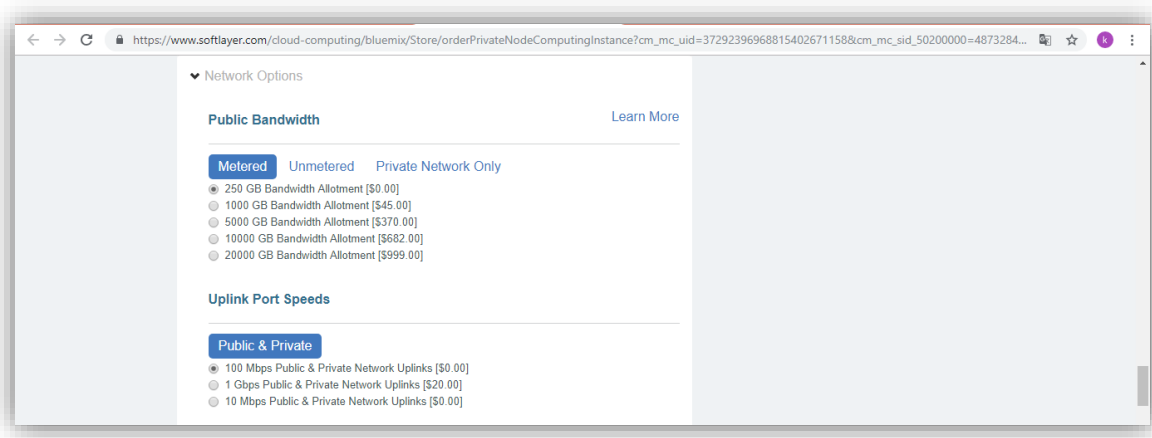 https://www.softlayer.com/cloud-computing/bluemix/Store/orderPrivateNodeComputingInstance?cm_mc_uid=37292396968815402671158&cm_mc_sid_50200000=4873284...
k
Network Options
Public Bandwidth
Learn More
Metered Unmetered Private Network Only
250 GB Bandwidth Allotment [$0.00]
1000 GB Bandwidth Allotment [$45.00]
5000 GB Bandwidth Allotment [$370.00]
10000 GB Bandwidth Allotment [$682.00]
20000 GB Bandwidth Allotment [$999.00]
Uplink Port Speeds
Public & Private
100 Mbps Public & Private Network Uplinks [$0.00]
1 Gbps Public & Private Network Uplinks [$20.00]
10 Mbps Public & Private Network Uplinks [$0.00]